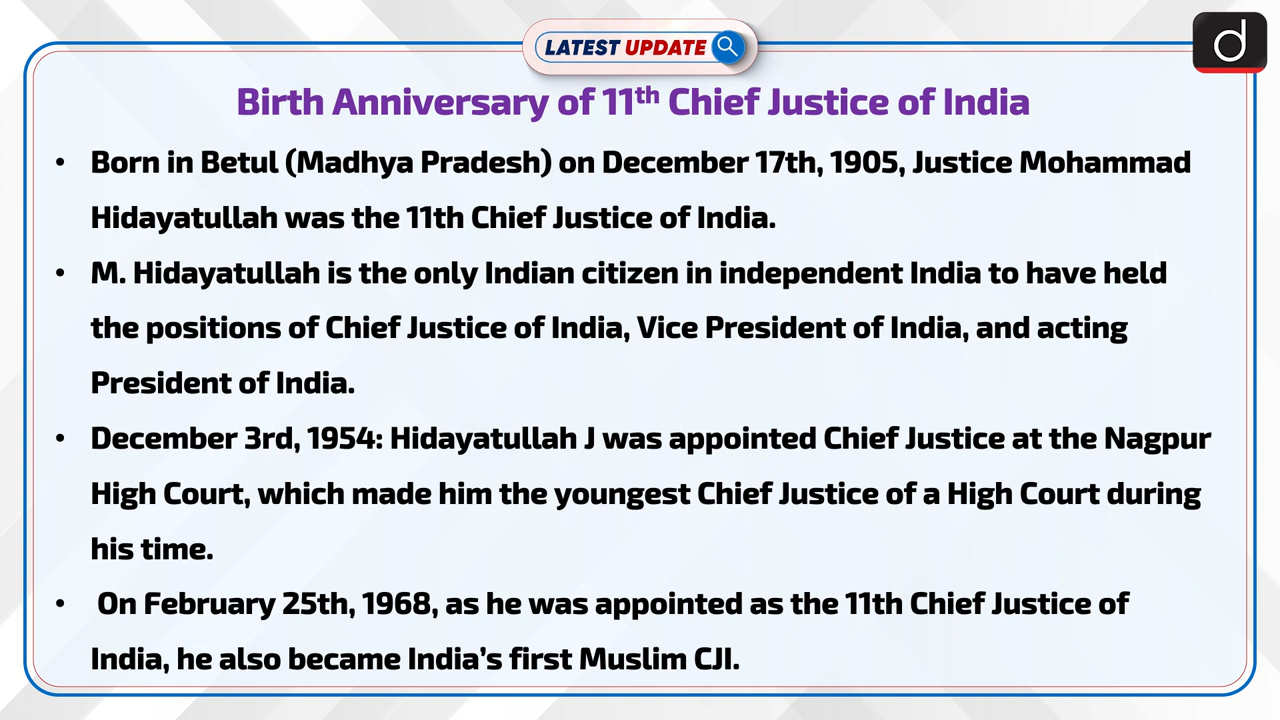 LATEST UPDATE
d
Birth Anniversary of 11th Chief Justice of India
• Born in Betul (Madhya Pradesh) on December 17th, 1905, Justice Mohammad
Hidayatullah was the 11th Chief Justice of India.
• M. Hidayatullah is the only Indian citizen in independent India to have held
the positions of Chief Justice of India, Vice President of India, and acting
President of India.
• December 3rd, 1954: Hidayatullah J was appointed Chief Justice at the Nagpur
High Court, which made him the youngest Chief Justice of a High Court during
his time.
• On February 25th, 1968, as he was appointed as the 11th Chief Justice of
India, he also became India’s first Muslim CJI.